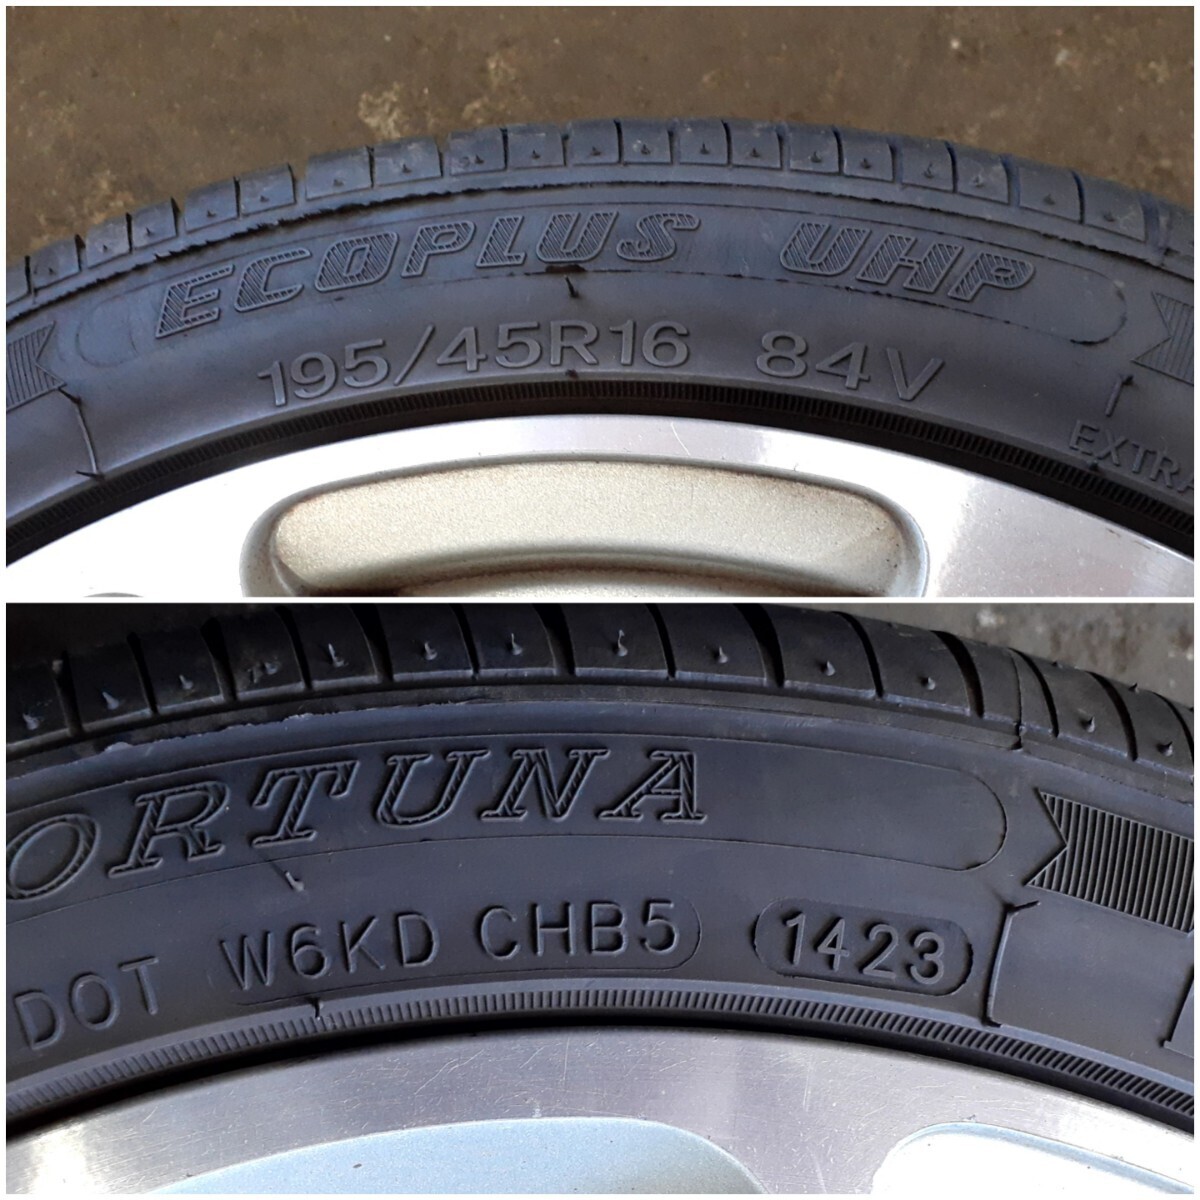 ECOPLUS UHP
195/45R16 84V
EXTRA
ORTUNA
DOT W6KD CHB5 1423